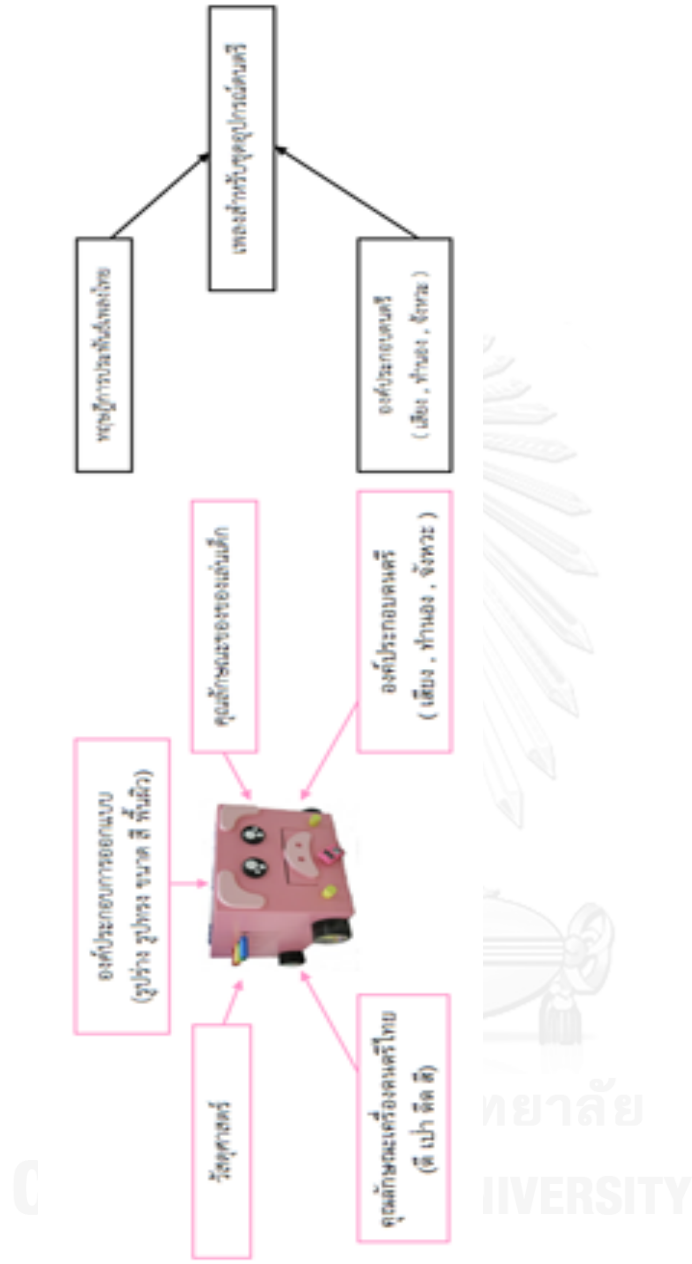 องค์ประกอบการออกแบบ
(รูปร่าง รูปทรง ขนาด สี พื้นผิว)
วัสดุศาสตร์
คุณลักษณะของของเล่นเด็ก
คุณลักษณะเครื่องดนตรีไทย
(ตี เป่า ดีด สี)
องค์ประกอบดนตรี
( เสียง , ทำนอง , จังหวะ )
ทฤษฎีการประพันธ์เพลงไทย
เพลงสำหรับชุดอุปกรณ์ดนตรี
องค์ประกอบดนตรี
( เสียง , ทำนอง , จังหวะ )
ทยาลัย
IVERSITY